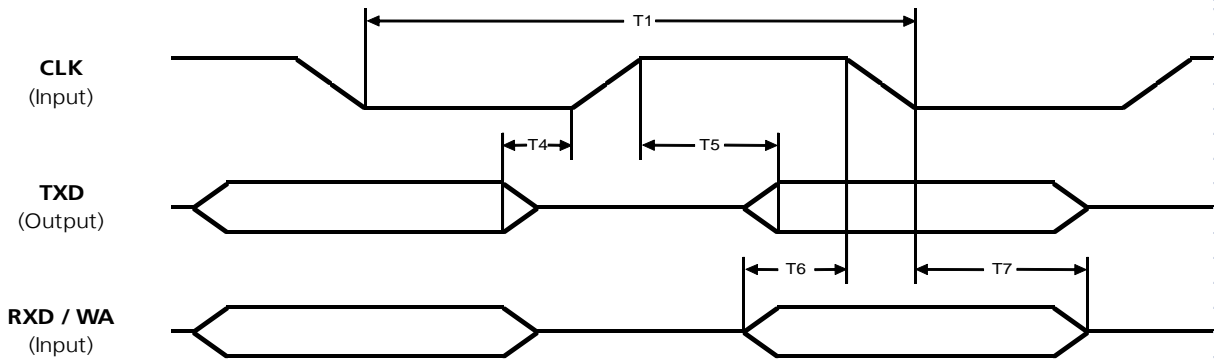 T1
CLK
(Input)
T4
T5
TXD
(Output)
T6
T7
RXD / WA
(Input)